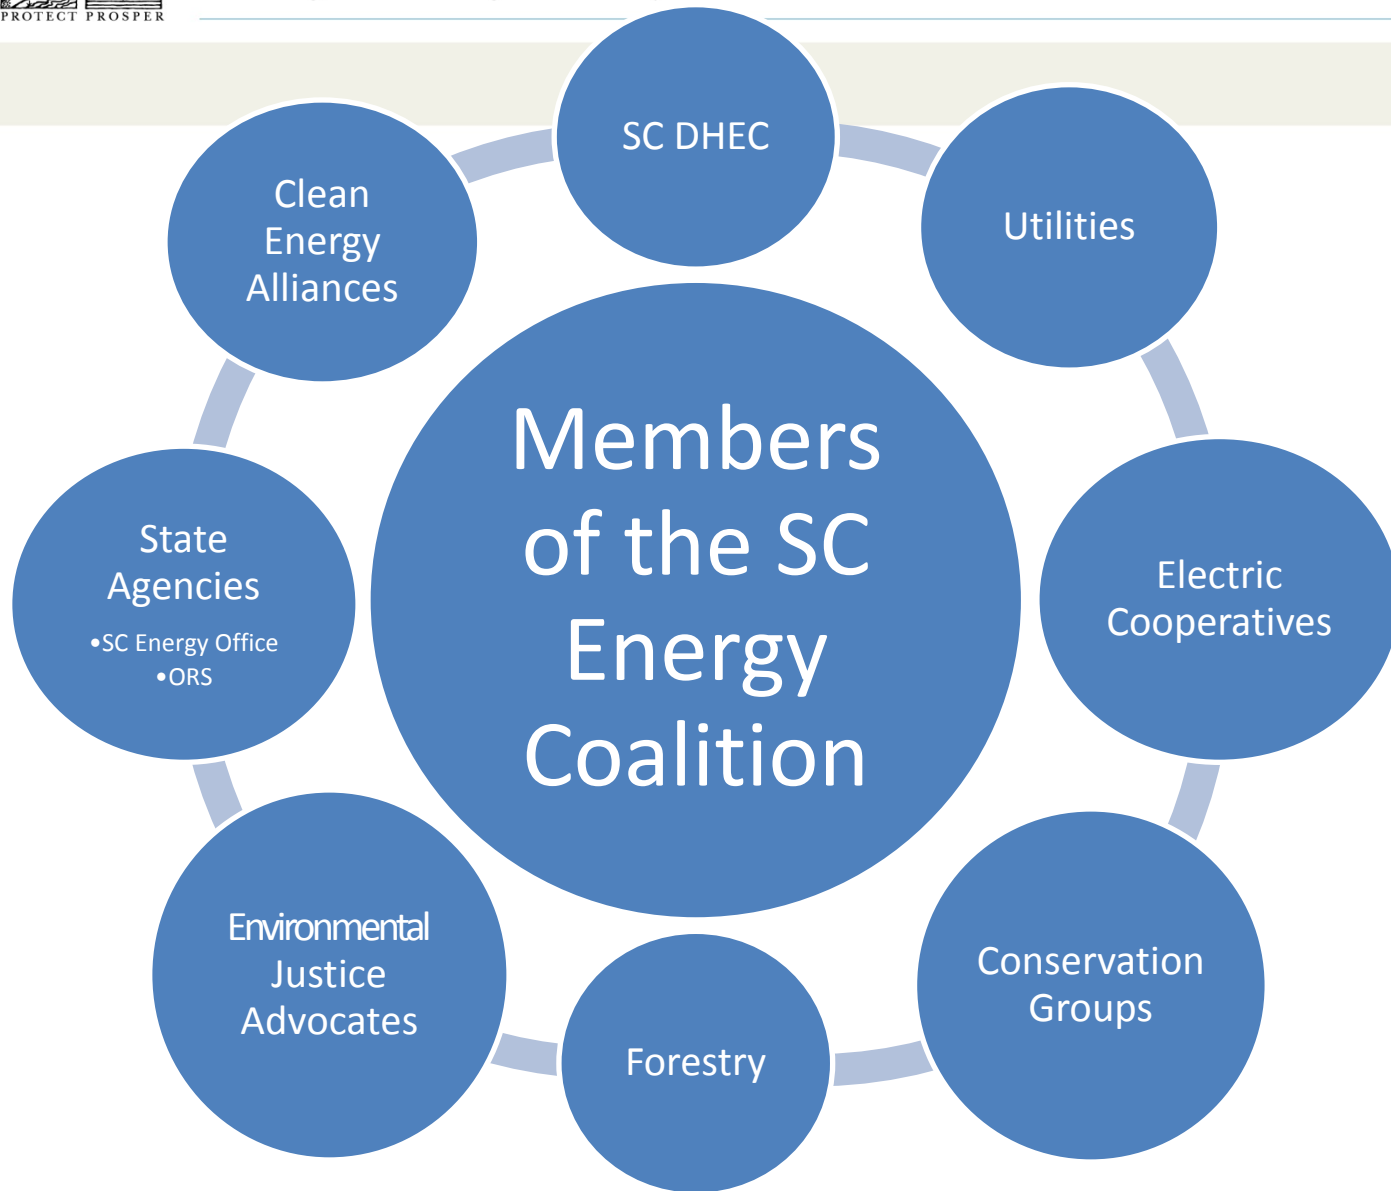 PROTECT PROSPER
SC DHEC
Utilities
Electric
Cooperatives
Conservation
Groups
Forestry
Environmental
Justice
Advocates
State
Agencies
•SC Energy Office
•ORS
Clean
Energy
Alliances
Members
of the SC
Energy
Coalition